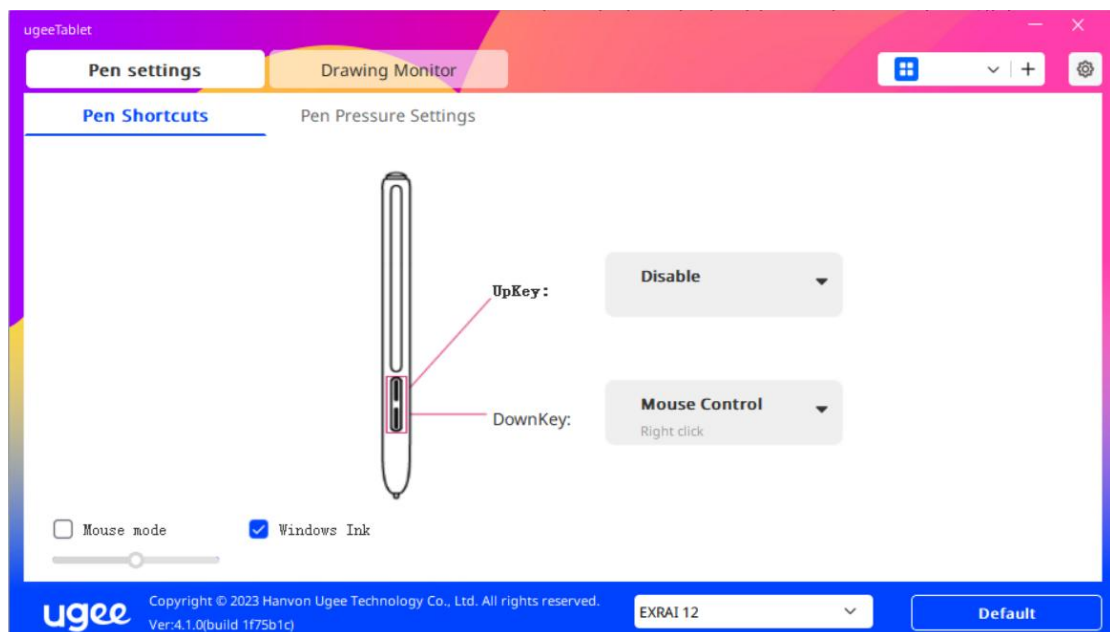 ugeeTablet
Pen settings
Drawing Monitor
Pen Shortcuts
Pen Pressure Settings
UpKey:
Disable
DownKey:
Mouse Control
Right click
Mouse mode
Windows Ink
ugee
Copyright © 2023 Hanvon Ugee Technology Co., Ltd. All rights reserved.
Ver:4.1.0(build 1f75b1c)
EXRAI 12
Default